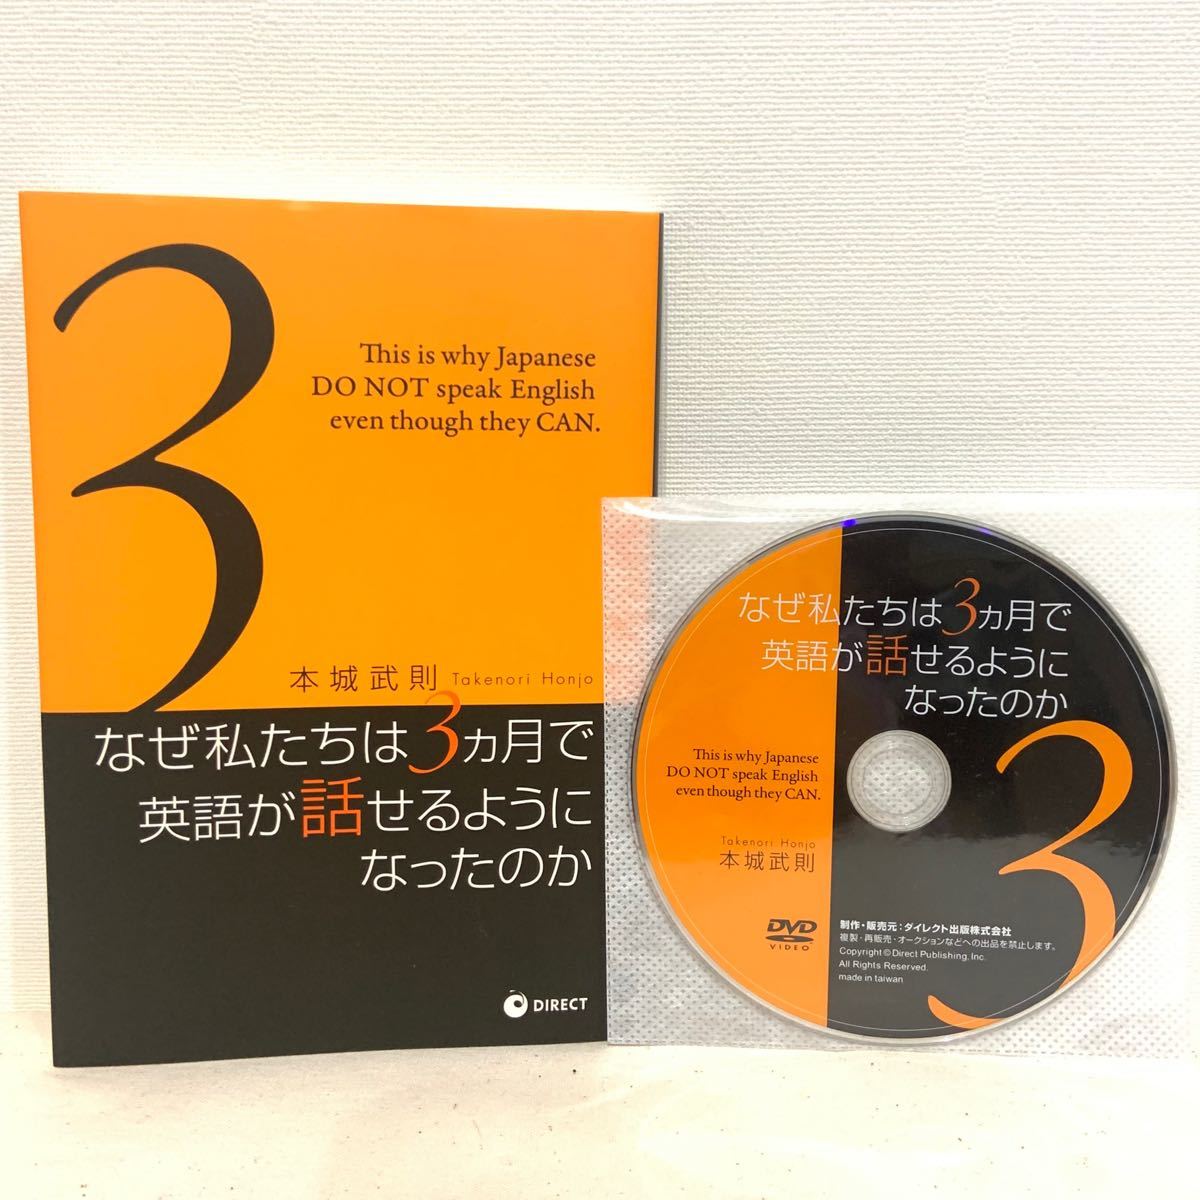 3
This is why Japanese
DO NOT speak English
even though they CAN.
本城武則 Takenori Honjo
なぜ私たちは3ヵ月で
英語が話せるように
なったのか
DIRECT
なぜ私たちは3ヵ月で
英語が話せるように
なったのか
3
This is why Japanese
DO NOT speak English
even though they CAN.
Takenori Honjo
本城武則
DVD
VIDEO
制作・販売元：ダイレクト出版株式会社
複製・再販売・オークションなどへの出品を禁止します。
Copyright © Direct Publishing, Inc.
All Rights Reserved.
made in taiwan